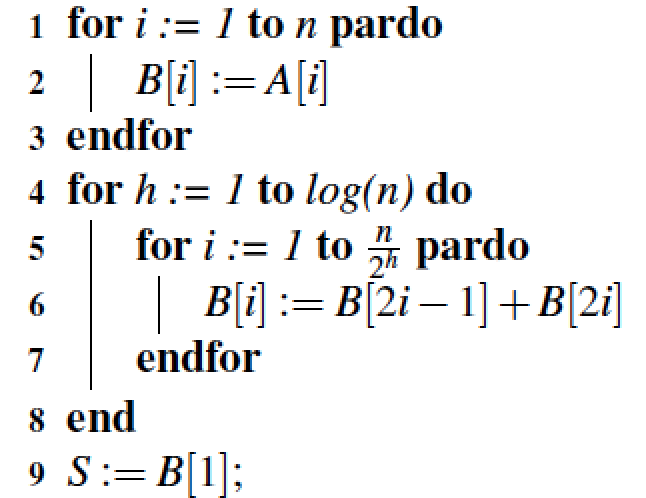 1 for i := 1 to n pardo
2 B[i] := A[i]
3 endfor
4 for h := 1 to log(n) do
5 for i := 1 to n/2^h pardo
6 B[i] := B[2i − 1] + B[2i]
7 endfor
8 end
9 S := B[1];